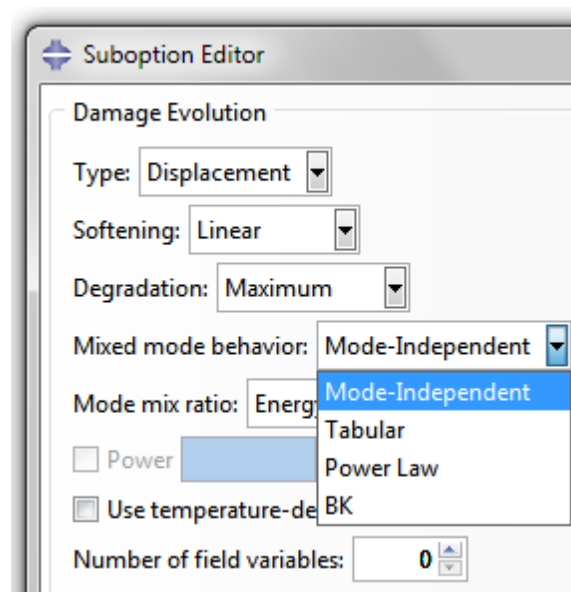 Suboption Editor
Damage Evolution
Type: Displacement
Softening: Linear
Degradation: Maximum
Mixed mode behavior: Mode-Independent
Mode-Independent
Tabular
Power Law
BK
Mode mix ratio: Energ
Power
Use temperature-de
Number of field variables: 0